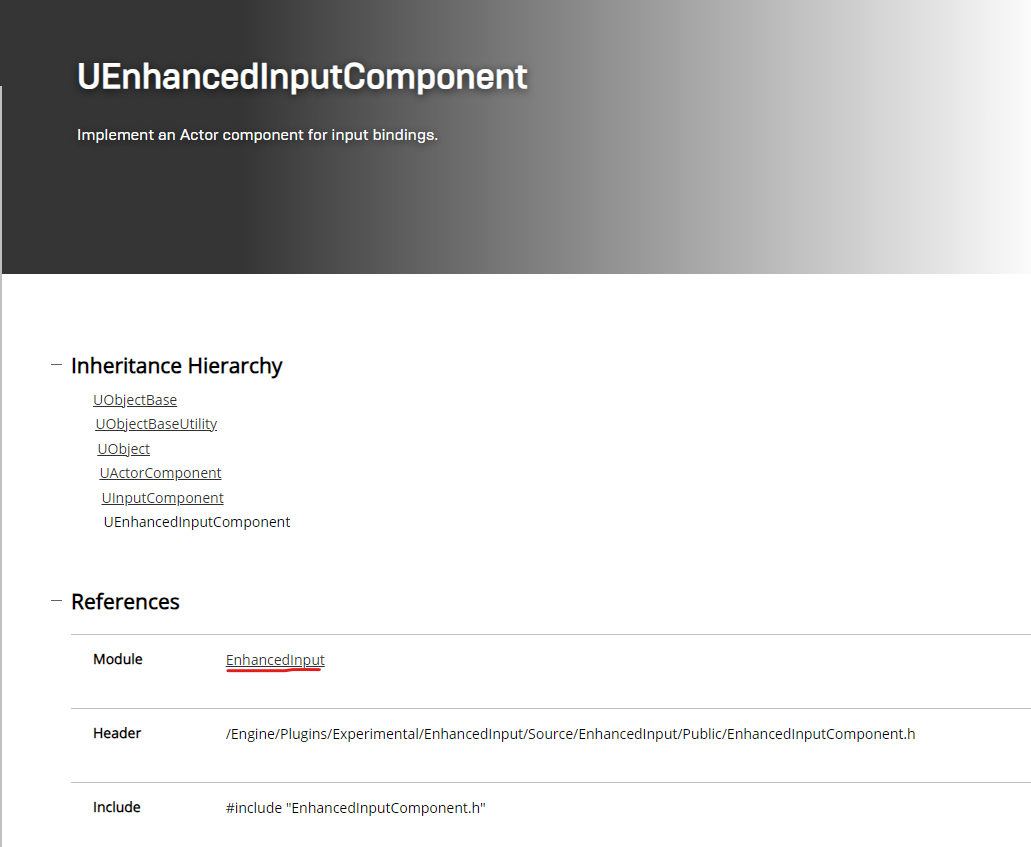 UEnhancedInputComponent
Implement an Actor component for input bindings.
Inheritance Hierarchy
UObjectBase
UObjectBaseUtility
UObject
UActorComponent
UInputComponent
UEnhancedInputComponent
References
Module EnhancedInput
Header /Engine/Plugins/Experimental/EnhancedInput/Source/EnhancedInput/Public/EnhancedInputComponent.h
Include #include "EnhancedInputComponent.h"